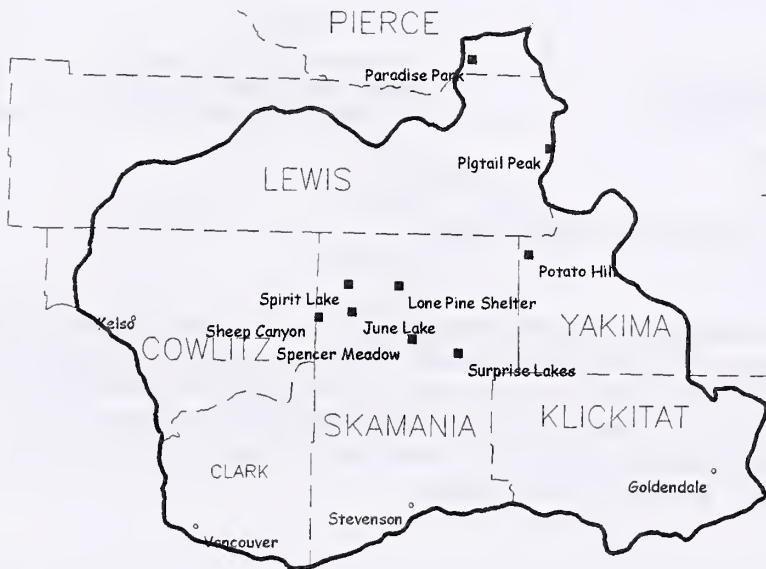 PIERCE
Paradise Park
Pigtail Peak
LEWIS
Potato Hill
Spirit Lake
Lone Pine Shelter
Kelso
Sheep Canyon
June Lake
YAKIMA
COWLITZ
Spencer Meadow
Surprise Lakes
SKAMANIA
KLICKITAT
CLARK
Goldendale
Stevenson
Vancouver